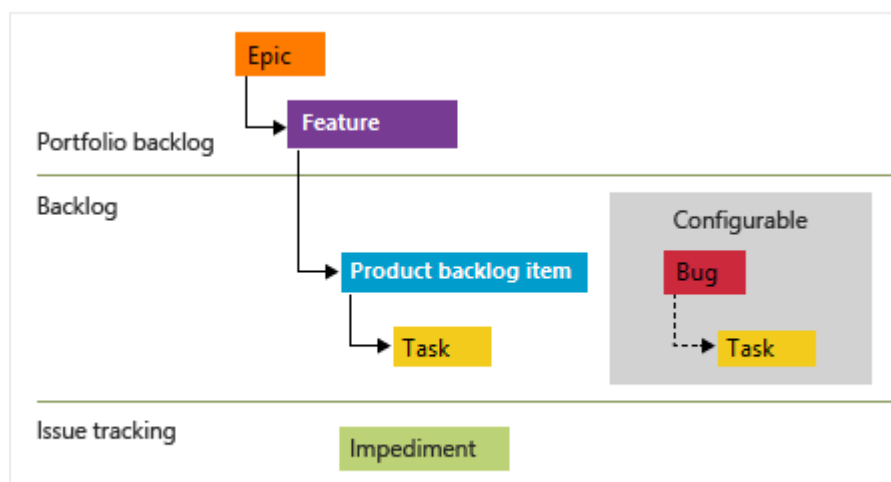 Epic
Feature
Portfolio backlog
Backlog
Configurable
Product backlog item
Bug
Task
Task
Issue tracking
Impediment